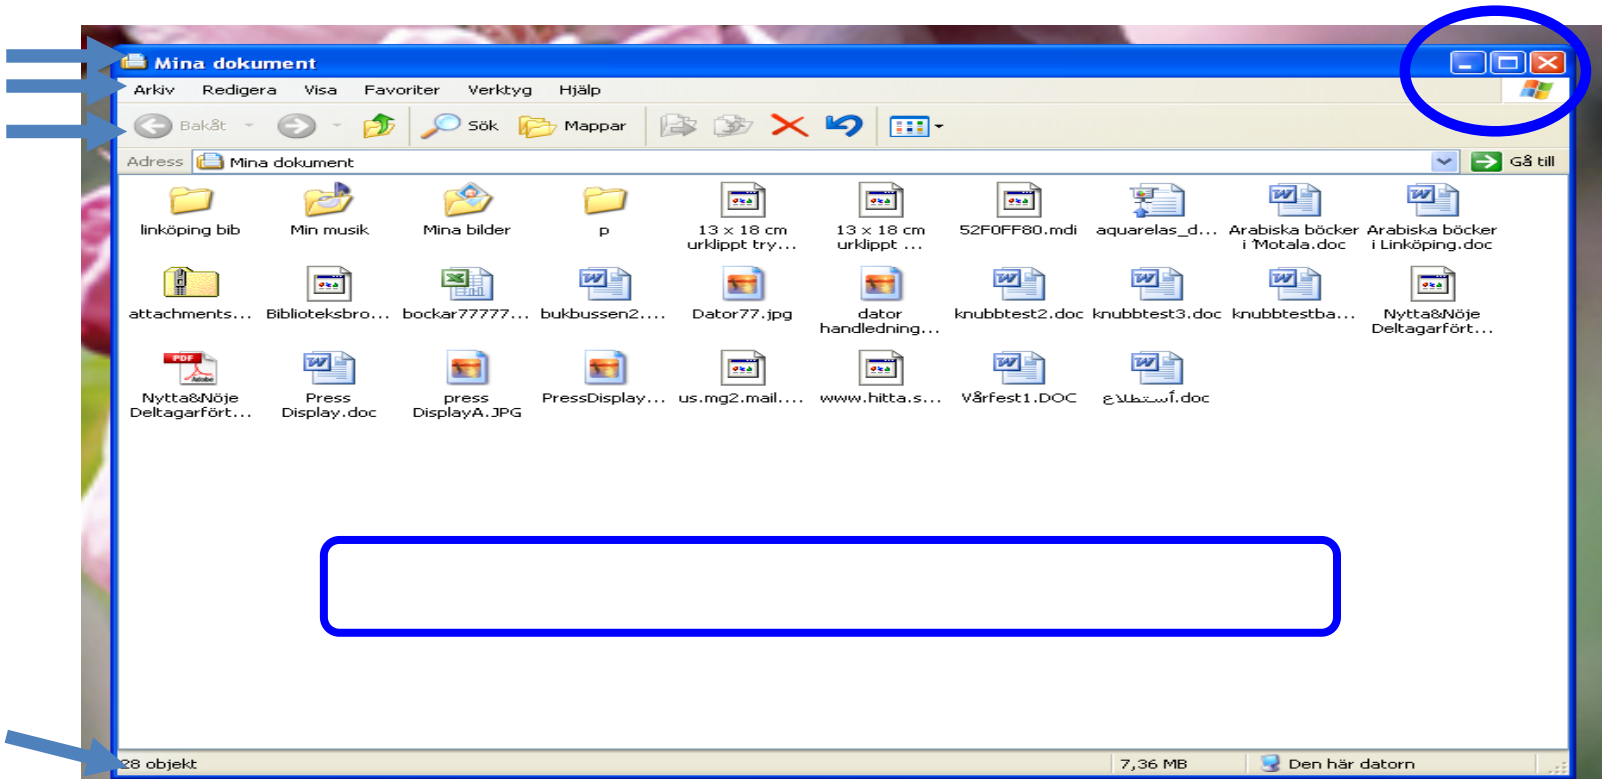 Mina dokument
Arkiv Redigera Visa Favoriter Verktyg Hjälp
Bakåt Sök Mappar
Adress Mina dokument Gå till
linköping bib Min musik Mina bilder p 13 x 18 cm 13 x 18 cm 52F0FF80.mdi aquarelas_d... Arabiska böcker Arabiska böcker
urklippt try... urklippt ... i Motala.doc i Linköping.doc
attachments... Biblioteksbro... bockar77777... bukbussen2.... Dator77.jpg dator knubbtest2.doc knubbtest3.doc knubbtestba... Nytta&Nöje
handledning... Deltagarfört...
PDF
Adobe
Nytta&Nöje Press press PressDisplay... us.mg2.mail.... www.hitta.s... Vårfest1.DOC أستطلاع.doc
Deltagarfört... Display.doc DisplayA.JPG
28 objekt 7,36 MB Den här datorn